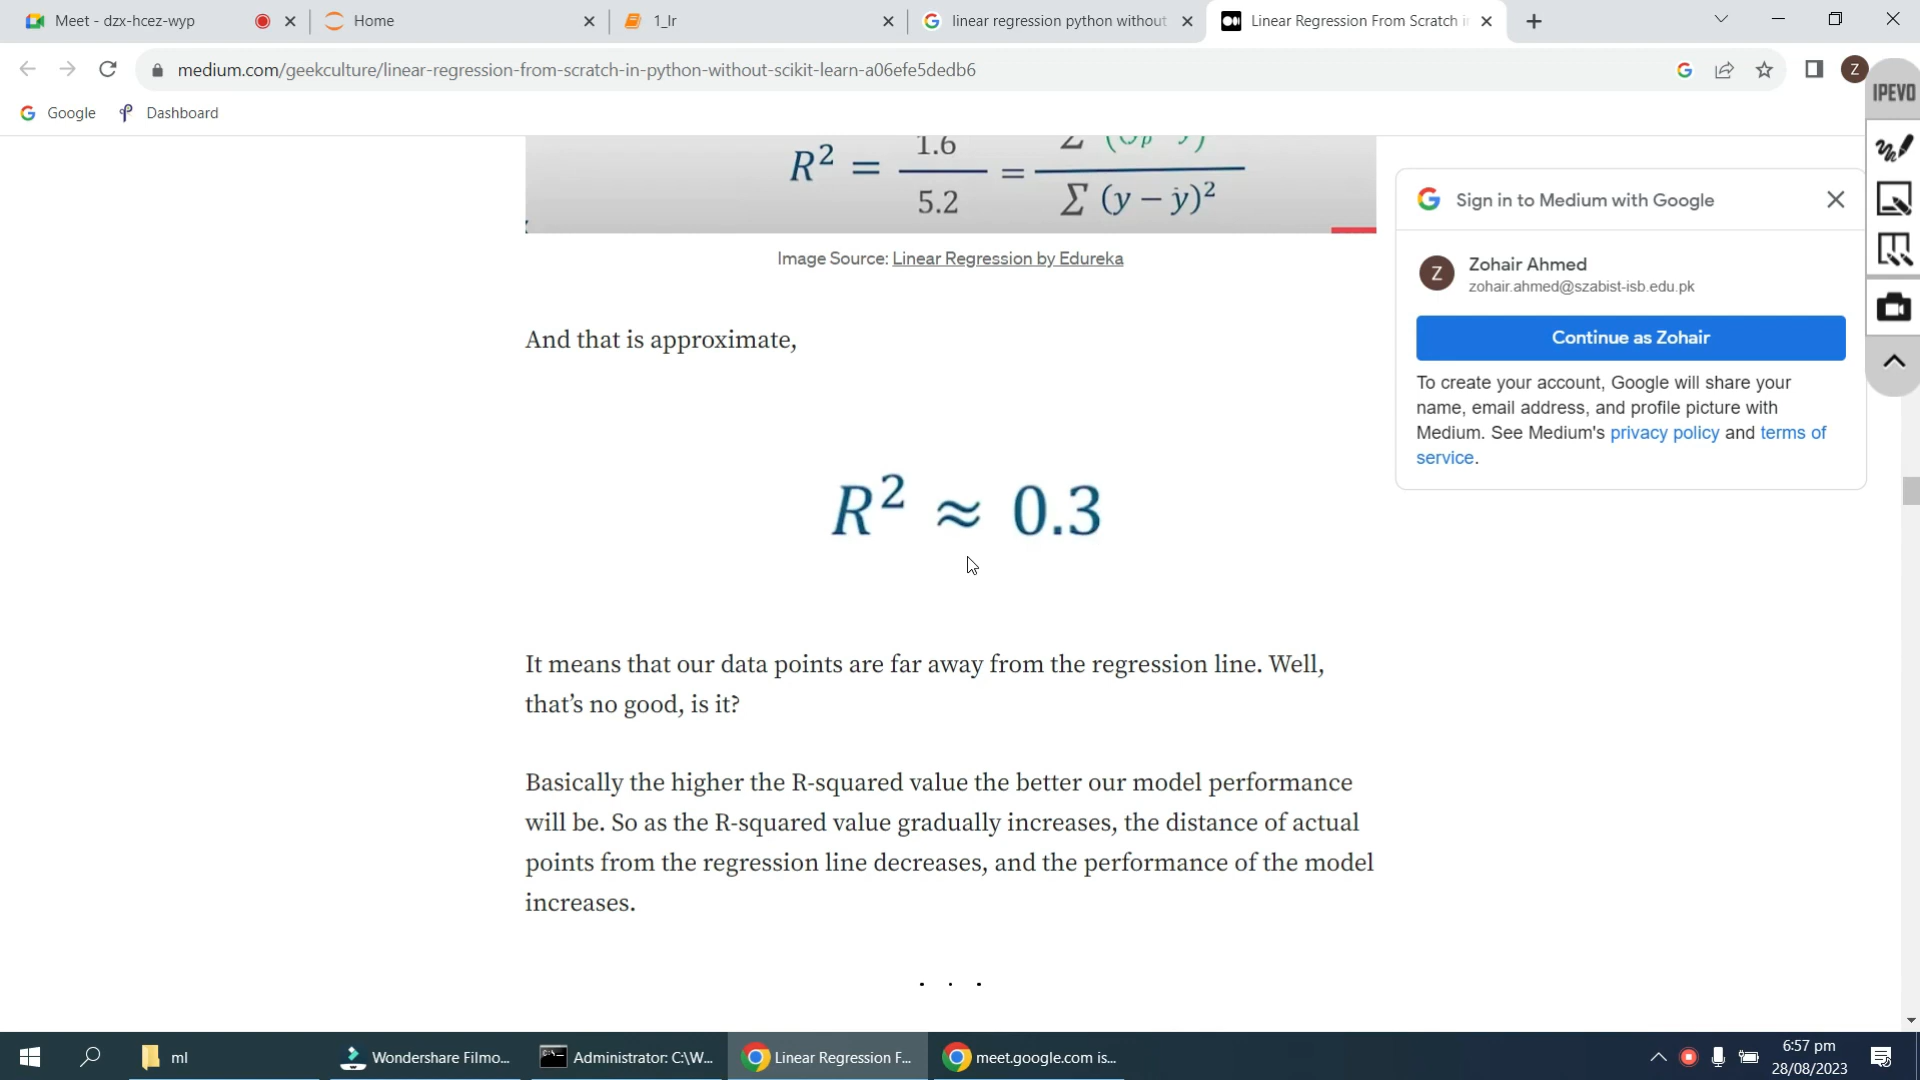 Meet - dzx-hcez-wyp
Home
1_lr
linear regression python without
Linear Regression From Scratch i
medium.com/geekculture/linear-regression-from-scratch-in-python-without-scikit-learn-a06efe5dedb6
Z
IPEVO
Google
Dashboard
R² = 1.6 / 5.2 = / ∑ (y − ȳ)²
Image Source: Linear Regression by Edureka
Sign in to Medium with Google
Z
Zohair Ahmed
zohair.ahmed@szabist-isb.edu.pk
Continue as Zohair
To create your account, Google will share your
name, email address, and profile picture with
Medium. See Medium's privacy policy and terms of
service.
And that is approximate,
R² ≈ 0.3
It means that our data points are far away from the regression line. Well,
that’s no good, is it?
Basically the higher the R-squared value the better our model performance
will be. So as the R-squared value gradually increases, the distance of actual
points from the regression line decreases, and the performance of the model
increases.
. . .
ml
Wondershare Filmo...
Administrator: C:\W...
Linear Regression F...
meet.google.com is...
6:57 pm
28/08/2023